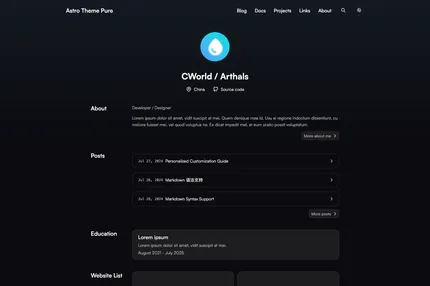 Astro Theme Pure
Blog Docs Projects Links About
CWorld / Arthals
China Source code
About
Developer / Designer
Lorem ipsum dolor sit amet, vidit suscipit at mei. Quem denique mea id. Usu ei regione indoctum dissentiunt, cu
meliore fuisset mei, vel quod voluptua ne. Ex dicat impedit mel, at eum oratio possit voluptatum.
More about me
Posts
Jul 27, 2024 Personalized Customization Guide
Jul 26, 2024 Markdown 语法支持
Jul 26, 2024 Markdown Syntax Support
More posts
Education
Lorem ipsum
Lorem ipsum dolor sit amet, vidit suscipit at mei.
August 2021 - July 2025
Website List